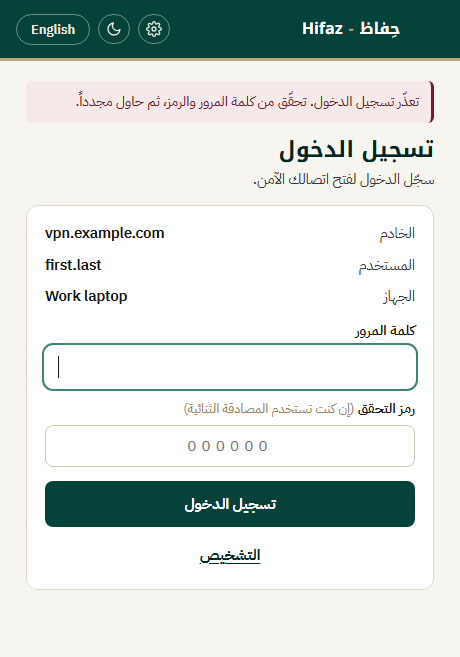 حِفاظ - Hifaz
English
تعذّر تسجيل الدخول. تحقّق من كلمة المرور والرمز، ثم حاول مجدداً.
تسجيل الدخول
سجّل الدخول لفتح اتصالك الآمن.
الخادم vpn.example.com
المستخدم first.last
الجهاز Work laptop
كلمة المرور
رمز التحقق (إن كنت تستخدم المصادقة الثنائية)
000000
تسجيل الدخول
التشخيص